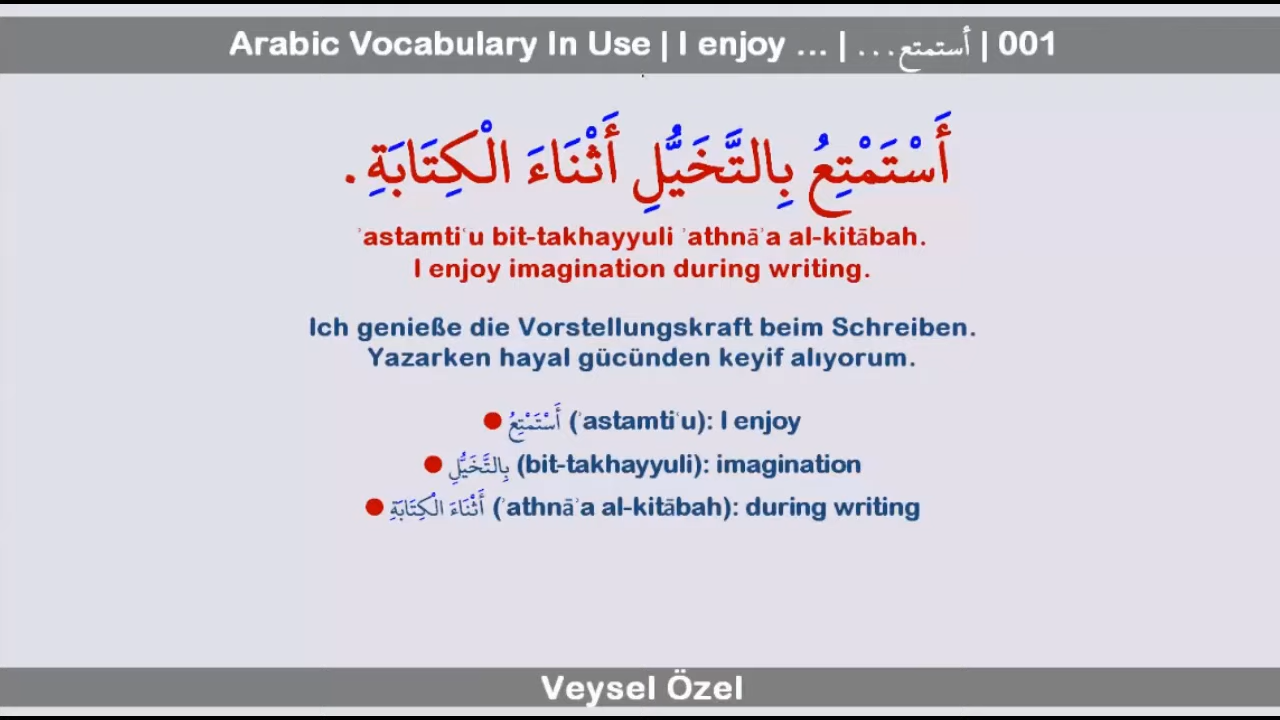 Arabic Vocabulary In Use | I enjoy ... | أستمتع... | 001
أَسْتَمْتِعُ بِالتَّخَيُّلِ أَثْنَاءَ الْكِتَابَةِ.
ʾastamtiʿu bit-takhayyuli ʾathnāʾa al-kitābah.
I enjoy imagination during writing.
Ich genieße die Vorstellungskraft beim Schreiben.
Yazarken hayal gücünden keyif alıyorum.
● أَسْتَمْتِعُ (ʾastamtiʿu): I enjoy
● بِالتَّخَيُّلِ (bit-takhayyuli): imagination
● أَثْنَاءَ الْكِتَابَةِ (ʾathnāʾa al-kitābah): during writing
Veysel Özel